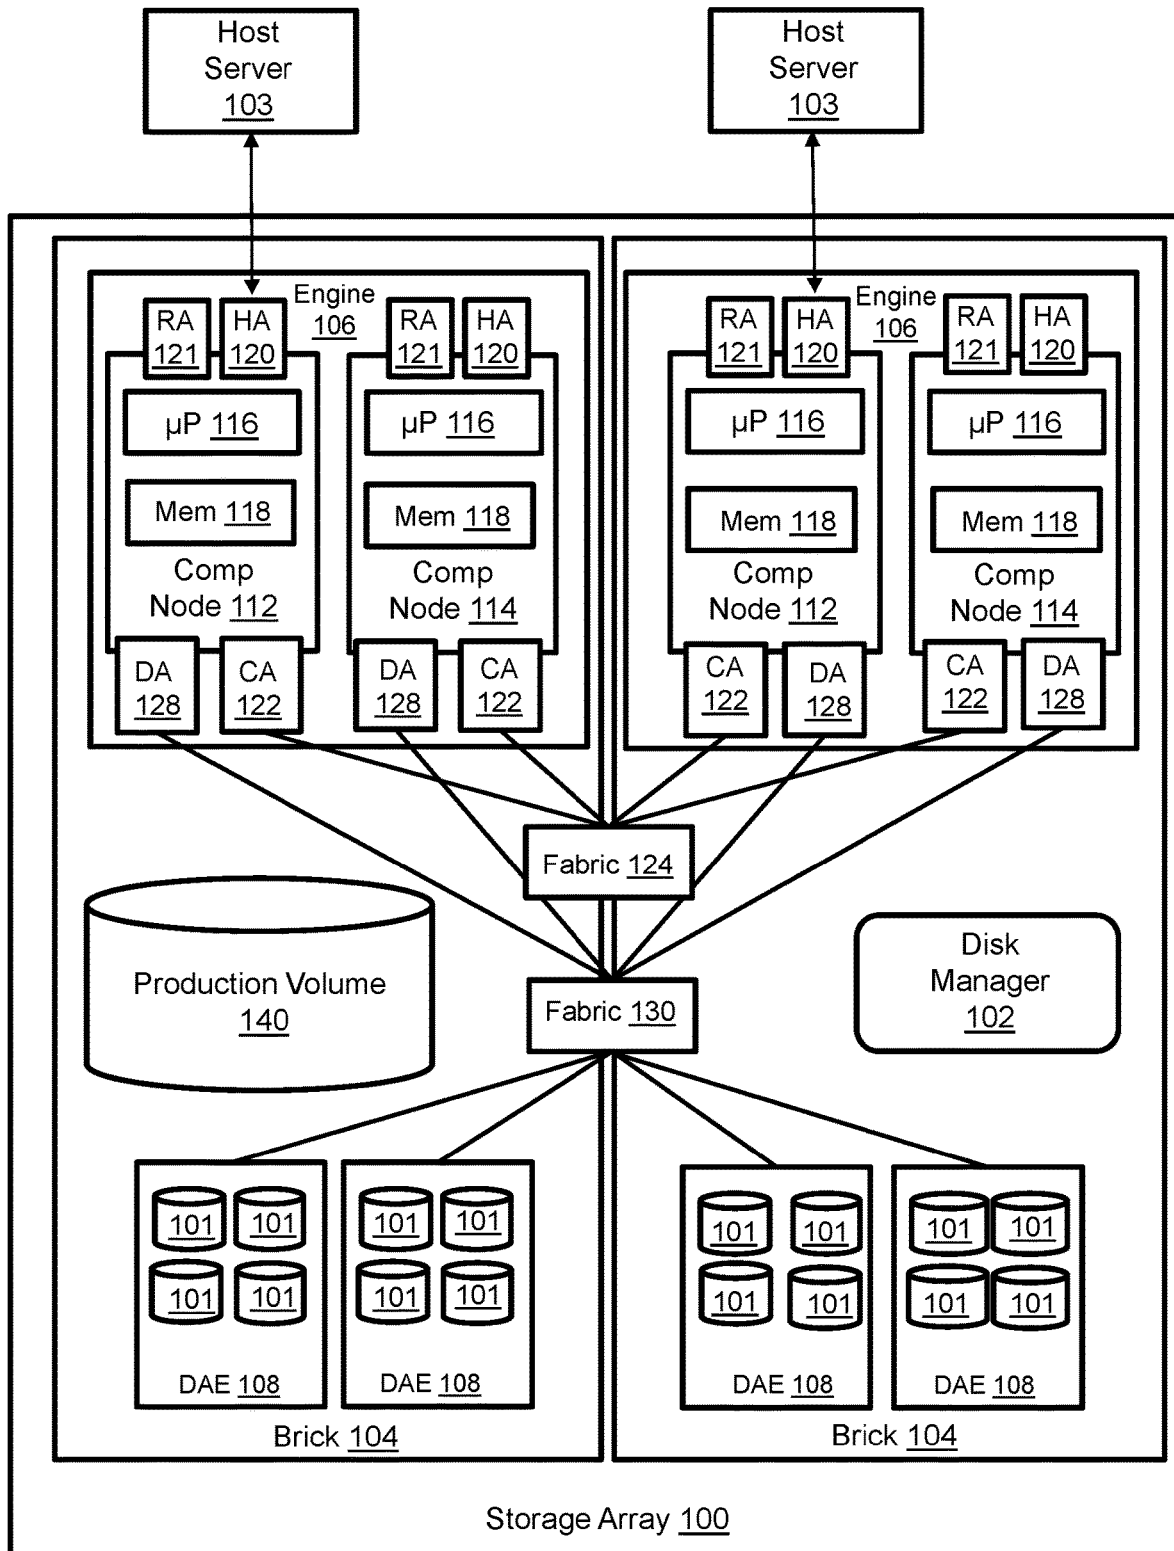 Host
Server
103
Host
Server
103
Engine
106
RA
121
HA
120
RA
121
HA
120
µP 116
µP 116
Mem 118
Mem 118
Comp
Node 112
Comp
Node 114
DA
128
CA
122
DA
128
CA
122
Engine
106
RA
121
HA
120
RA
121
HA
120
µP 116
µP 116
Mem 118
Mem 118
Comp
Node 112
Comp
Node 114
CA
122
DA
128
CA
122
DA
128
Fabric 124
Production Volume
140
Fabric 130
Disk
Manager
102
101 101
101 101
DAE 108
101 101
101 101
DAE 108
Brick 104
101 101
101 101
DAE 108
101 101
101 101
DAE 108
Brick 104
Storage Array 100